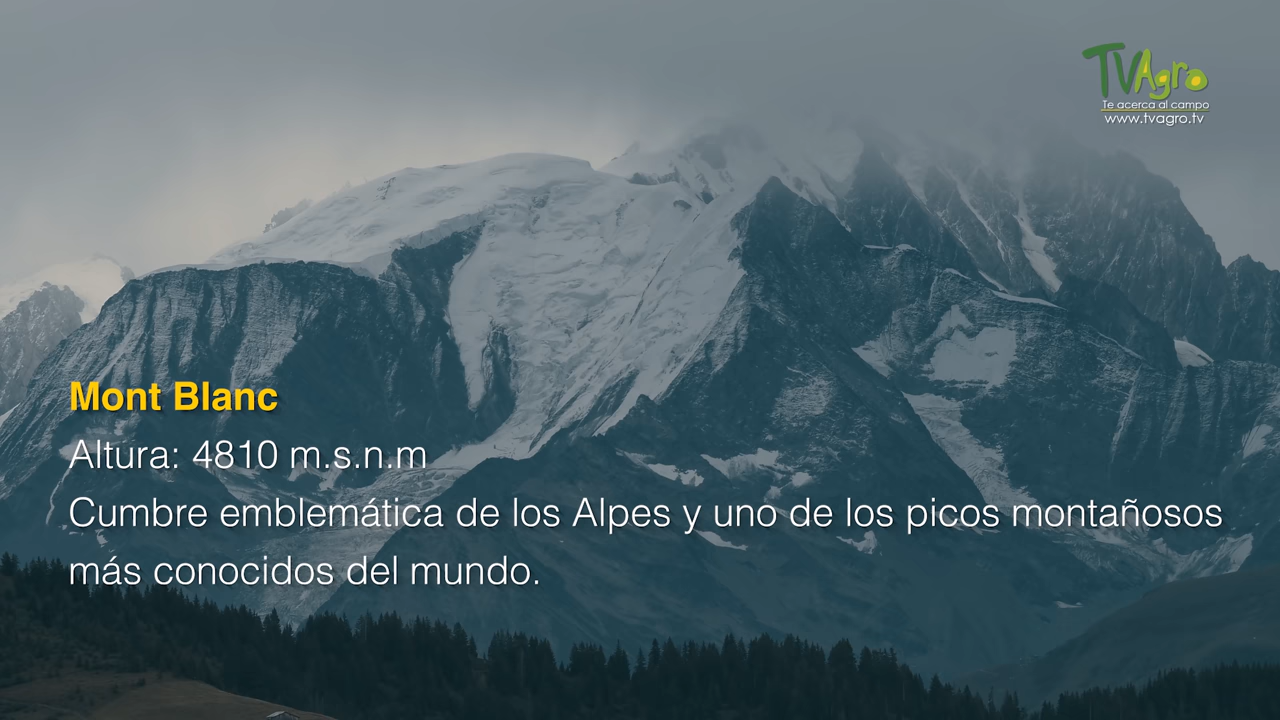 TVAgro
Te acerca al campo
www.tvagro.tv
Mont Blanc
Altura: 4810 m.s.n.m
Cumbre emblemática de los Alpes y uno de los picos montañosos
más conocidos del mundo.